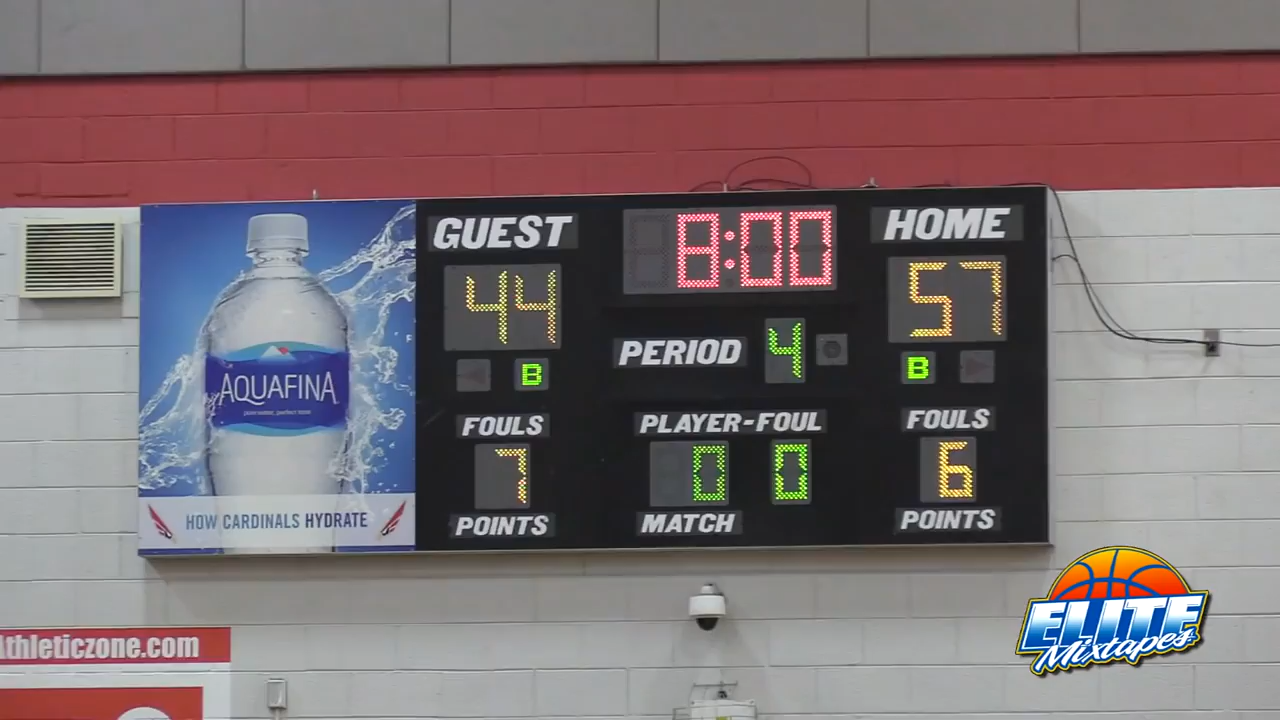 GUEST
8:00
HOME
44
57
PERIOD 4
B
B
AQUAFINA
FOULS
PLAYER-FOUL
FOULS
7
0 0
6
HOW CARDINALS HYDRATE
POINTS
MATCH
POINTS
ELITE
Mixtapes
thleticzone.com